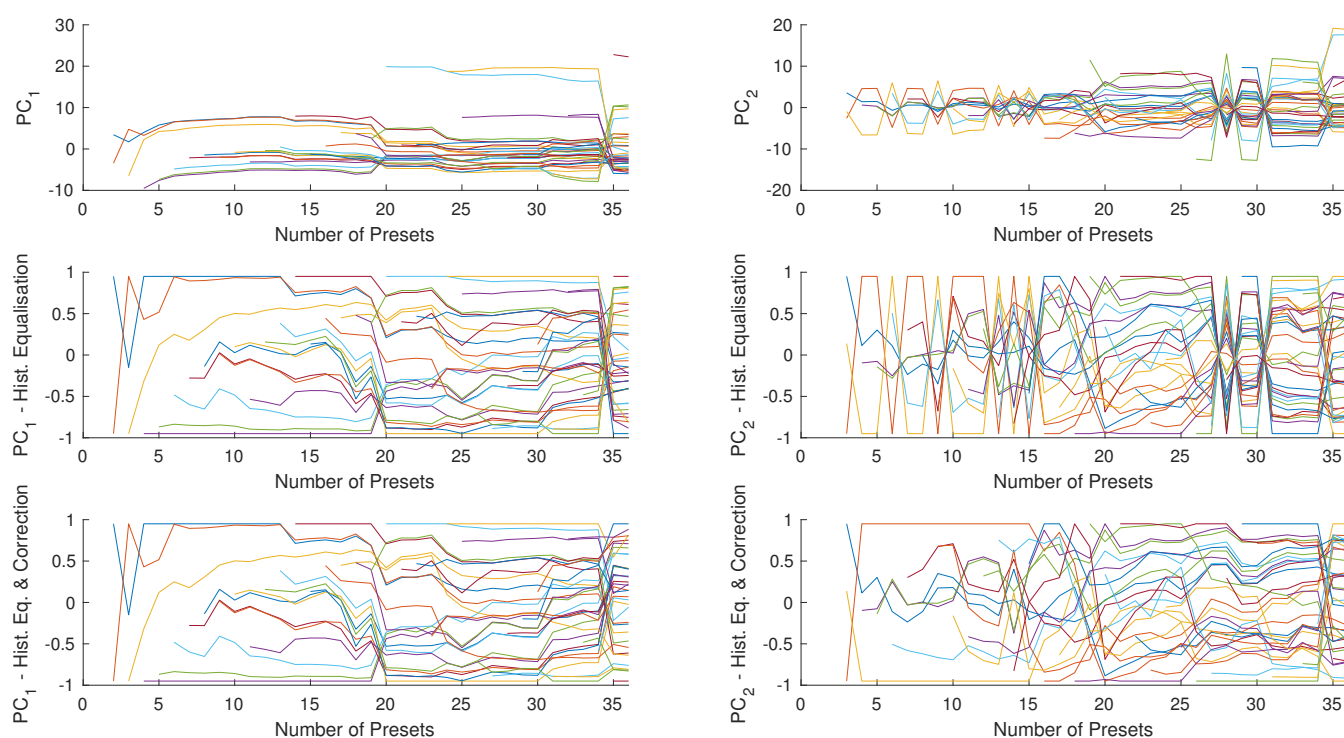 PC1
30
20
10
0
-10
0 5 10 15 20 25 30 35
Number of Presets
PC2
20
10
0
-10
-20
0 5 10 15 20 25 30 35
Number of Presets
PC1 - Hist. Equalisation
1
0.5
0
-0.5
-1
0 5 10 15 20 25 30 35
Number of Presets
PC2 - Hist. Equalisation
1
0.5
0
-0.5
-1
0 5 10 15 20 25 30 35
Number of Presets
PC1 - Hist. Eq. & Correction
1
0.5
0
-0.5
-1
0 5 10 15 20 25 30 35
Number of Presets
PC2 - Hist. Eq. & Correction
1
0.5
0
-0.5
-1
0 5 10 15 20 25 30 35
Number of Presets